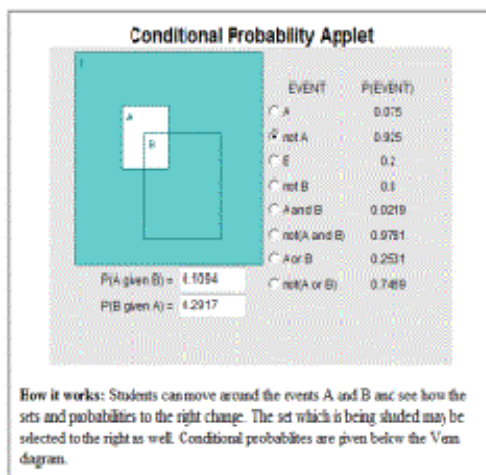 Conditional Probability Applet
EVENT P(EVENT)
A 0.075
not A 0.925
0.2
not B
A and B 0.0219
not(A and B) 0.9781
A or B 0.2531
not(A or B) 0.7469
A
B
P(A given B) =
P(B given A) =
How it works: Students can move around the events A and B and see how the
sets and probabilities to the right change. The set which is being shaded may be
selected to the right as well. Conditional probabilites are given below the Venn
diagram.